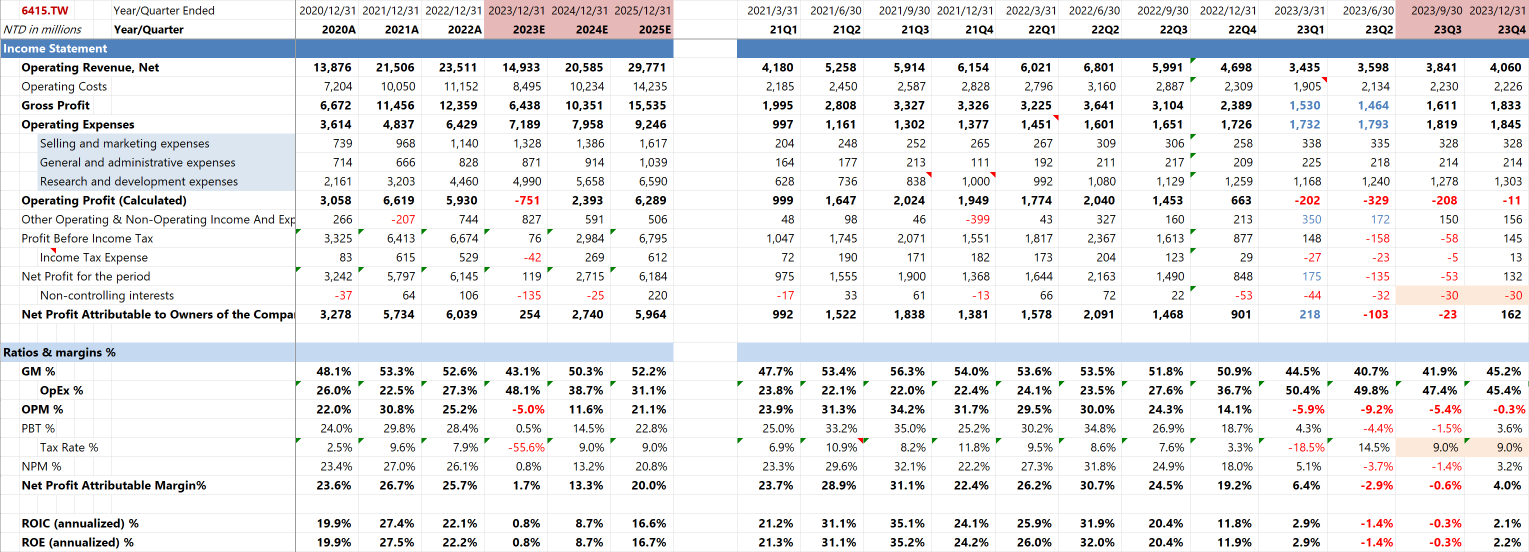 6415.TW Year/Quarter Ended 2020/12/31 2021/12/31 2022/12/31 2023/12/31 2024/12/31 2025/12/31 2021/3/31 2021/6/30 2021/9/30 2021/12/31 2022/3/31 2022/6/30 2022/9/30 2022/12/31 2023/3/31 2023/6/30 2023/9/30 2023/12/31
NTD in millions Year/Quarter 2020A 2021A 2022A 2023E 2024E 2025E 21Q1 21Q2 21Q3 21Q4 22Q1 22Q2 22Q3 22Q4 23Q1 23Q2 23Q3 23Q4
Income Statement
Operating Revenue, Net 13,876 21,506 23,511 14,933 20,585 29,771 4,180 5,258 5,914 6,154 6,021 6,801 5,991 4,698 3,435 3,598 3,841 4,060
Operating Costs 7,204 10,050 11,152 8,495 10,234 14,235 2,185 2,450 2,587 2,828 2,796 3,160 2,887 2,309 1,905 2,134 2,230 2,226
Gross Profit 6,672 11,456 12,359 6,438 10,351 15,535 1,995 2,808 3,327 3,326 3,225 3,641 3,104 2,389 1,530 1,464 1,611 1,833
Operating Expenses 3,614 4,837 6,429 7,189 7,958 9,246 997 1,161 1,302 1,377 1,451 1,601 1,651 1,726 1,732 1,793 1,819 1,845
Selling and marketing expenses 739 968 1,140 1,328 1,386 1,617 204 248 252 265 267 309 306 258 338 335 328 328
General and administrative expenses 714 666 828 871 914 1,039 164 177 213 111 192 211 217 209 225 218 214 214
Research and development expenses 2,161 3,203 4,460 4,990 5,658 6,590 628 736 838 1,000 992 1,080 1,129 1,259 1,168 1,240 1,278 1,303
Operating Profit (Calculated) 3,058 6,619 5,930 -751 2,393 6,289 999 1,647 2,024 1,949 1,774 2,040 1,453 663 -202 -329 -208 -11
Other Operating & Non-Operating Income And Exp 266 -207 744 827 591 506 48 98 46 -399 43 327 160 213 350 172 150 156
Profit Before Income Tax 3,325 6,413 6,674 76 2,984 6,795 1,047 1,745 2,071 1,551 1,817 2,367 1,613 877 148 -158 -58 145
Income Tax Expense 83 615 529 -42 269 612 72 190 171 182 173 204 123 29 -27 -23 -5 13
Net Profit for the period 3,242 5,797 6,145 119 2,715 6,184 975 1,555 1,900 1,368 1,644 2,163 1,490 848 175 -135 -53 132
Non-controlling interests -37 64 106 -135 -25 220 -17 33 61 -13 66 72 22 -53 -44 -32 -30 -30
Net Profit Attributable to Owners of the Compa 3,278 5,734 6,039 254 2,740 5,964 992 1,522 1,838 1,381 1,578 2,091 1,468 901 218 -103 -23 162
Ratios & margins %
GM % 48.1% 53.3% 52.6% 43.1% 50.3% 52.2% 47.7% 53.4% 56.3% 54.0% 53.6% 53.5% 51.8% 50.9% 44.5% 40.7% 41.9% 45.2%
OpEx % 26.0% 22.5% 27.3% 48.1% 38.7% 31.1% 23.8% 22.1% 22.0% 22.4% 24.1% 23.5% 27.6% 36.7% 50.4% 49.8% 47.4% 45.4%
OPM % 22.0% 30.8% 25.2% -5.0% 11.6% 21.1% 23.9% 31.3% 34.2% 31.7% 29.5% 30.0% 24.3% 14.1% -5.9% -9.2% -5.4% -0.3%
PBT % 24.0% 29.8% 28.4% 0.5% 14.5% 22.8% 25.0% 33.2% 35.0% 25.2% 30.2% 34.8% 26.9% 18.7% 4.3% -4.4% -1.5% 3.6%
Tax Rate % 2.5% 9.6% 7.9% -55.6% 9.0% 9.0% 6.9% 10.9% 8.2% 11.8% 9.5% 8.6% 7.6% 3.3% -18.5% 14.5% 9.0% 9.0%
NPM % 23.4% 27.0% 26.1% 0.8% 13.2% 20.8% 23.3% 29.6% 32.1% 22.2% 27.3% 31.8% 24.9% 18.0% 5.1% -3.7% -1.4% 3.2%
Net Profit Attributable Margin% 23.6% 26.7% 25.7% 1.7% 13.3% 20.0% 23.7% 28.9% 31.1% 22.4% 26.2% 30.7% 24.5% 19.2% 6.4% -2.9% -0.6% 4.0%
ROIC (annualized) % 19.9% 27.4% 22.1% 0.8% 8.7% 16.6% 21.2% 31.1% 35.1% 24.1% 25.9% 31.9% 20.4% 11.8% 2.9% -1.4% -0.3% 2.1%
ROE (annualized) % 19.9% 27.5% 22.2% 0.8% 8.7% 16.7% 21.3% 31.1% 35.2% 24.2% 26.0% 32.0% 20.4% 11.9% 2.9% -1.4% -0.3% 2.2%